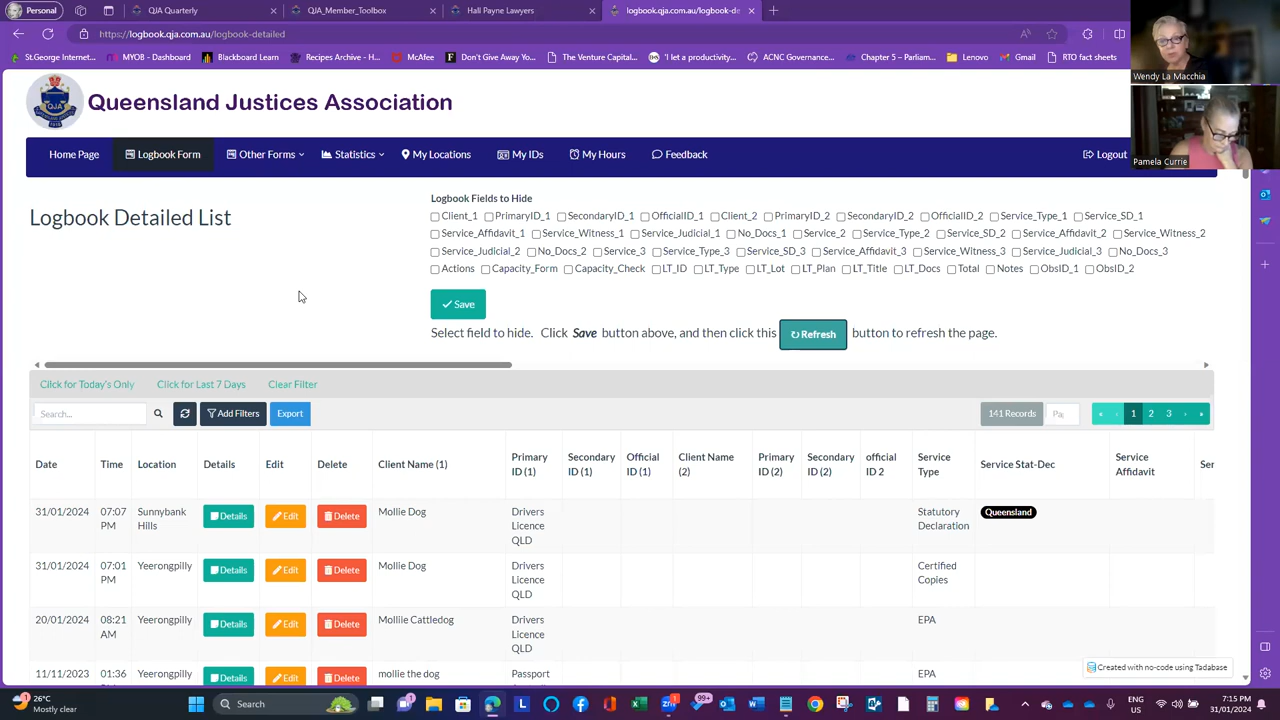 Personal
QJA Quarterly
QJA_Member_Toolbox
Hall Payne Lawyers
logbook.qja.com.au/logbook-de
https://logbook.qja.com.au/logbook-detailed
St.George Internet...
MYOB - Dashboard
Blackboard Learn
Recipes Archive - H...
McAfee
Don't Give Away Yo...
The Venture Capital...
'I let a productivity...
ACNC Governance...
Chapter 5 – Parliam...
Lenovo
Gmail
RTO fact sheets
Wendy La Macchia
Pamela Currie
Queensland Justices Association
Home Page
Logbook Form
Other Forms
Statistics
My Locations
My IDs
My Hours
Feedback
Logout
Logbook Detailed List
Logbook Fields to Hide
Client_1 PrimaryID_1 SecondaryID_1 OfficialID_1 Client_2 PrimaryID_2 SecondaryID_2 OfficialID_2 Service_Type_1 Service_SD_1
Service_Affidavit_1 Service_Witness_1 Service_Judicial_1 No_Docs_1 Service_2 Service_Type_2 Service_SD_2 Service_Affidavit_2 Service_Witness_2
Service_Judicial_2 No_Docs_2 Service_3 Service_Type_3 Service_SD_3 Service_Affidavit_3 Service_Witness_3 Service_Judicial_3 No_Docs_3
Actions Capacity_Form Capacity_Check LT_ID LT_Type LT_Lot LT_Plan LT_Title LT_Docs Total Notes ObsID_1 ObsID_2
Save
Select field to hide. Click Save button above, and then click this Refresh button to refresh the page.
Click for Today's Only
Click for Last 7 Days
Clear Filter
Search...
Add Filters
Export
141 Records
1 2 3
Date
Time
Location
Details
Edit
Delete
Client Name (1)
Primary ID (1)
Secondary ID (1)
Official ID (1)
Client Name (2)
Primary ID (2)
Secondary ID (2)
official ID 2
Service Type
Service Stat-Dec
Service Affidavit
31/01/2024
07:07 PM
Sunnybank Hills
Details
Edit
Delete
Mollie Dog
Drivers Licence QLD
Statutory Declaration
Queensland
31/01/2024
07:01 PM
Yeerongpilly
Details
Edit
Delete
Mollie Dog
Drivers Licence QLD
Certified Copies
20/01/2024
08:21 AM
Yeerongpilly
Details
Edit
Delete
Molliie Cattledog
Drivers Licence QLD
EPA
11/11/2023
01:36
Yeerongpilly
Details
Edit
Delete
mollie the dog
Passport
EPA
Created with no-code using Tadabase
26°C
Mostly clear
Search
99+
ENG
AU
7:15 PM
31/01/2024